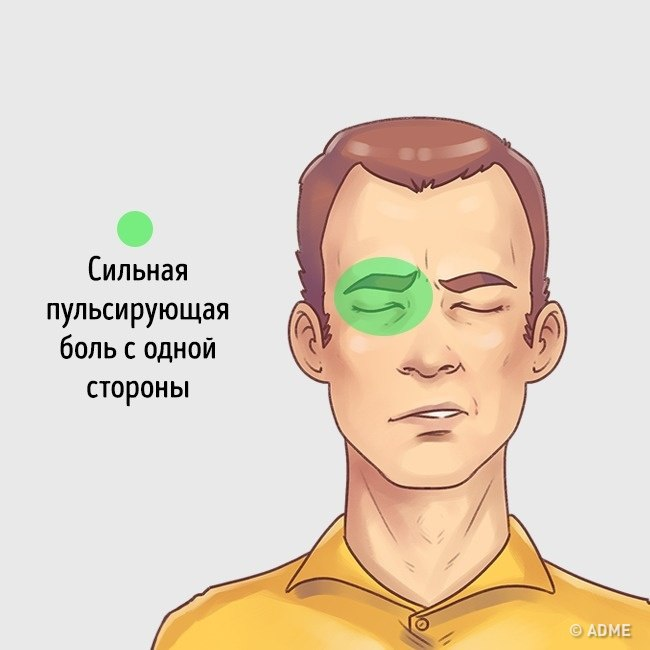 Сильная
пульсирующая
боль с одной
стороны
© ADME